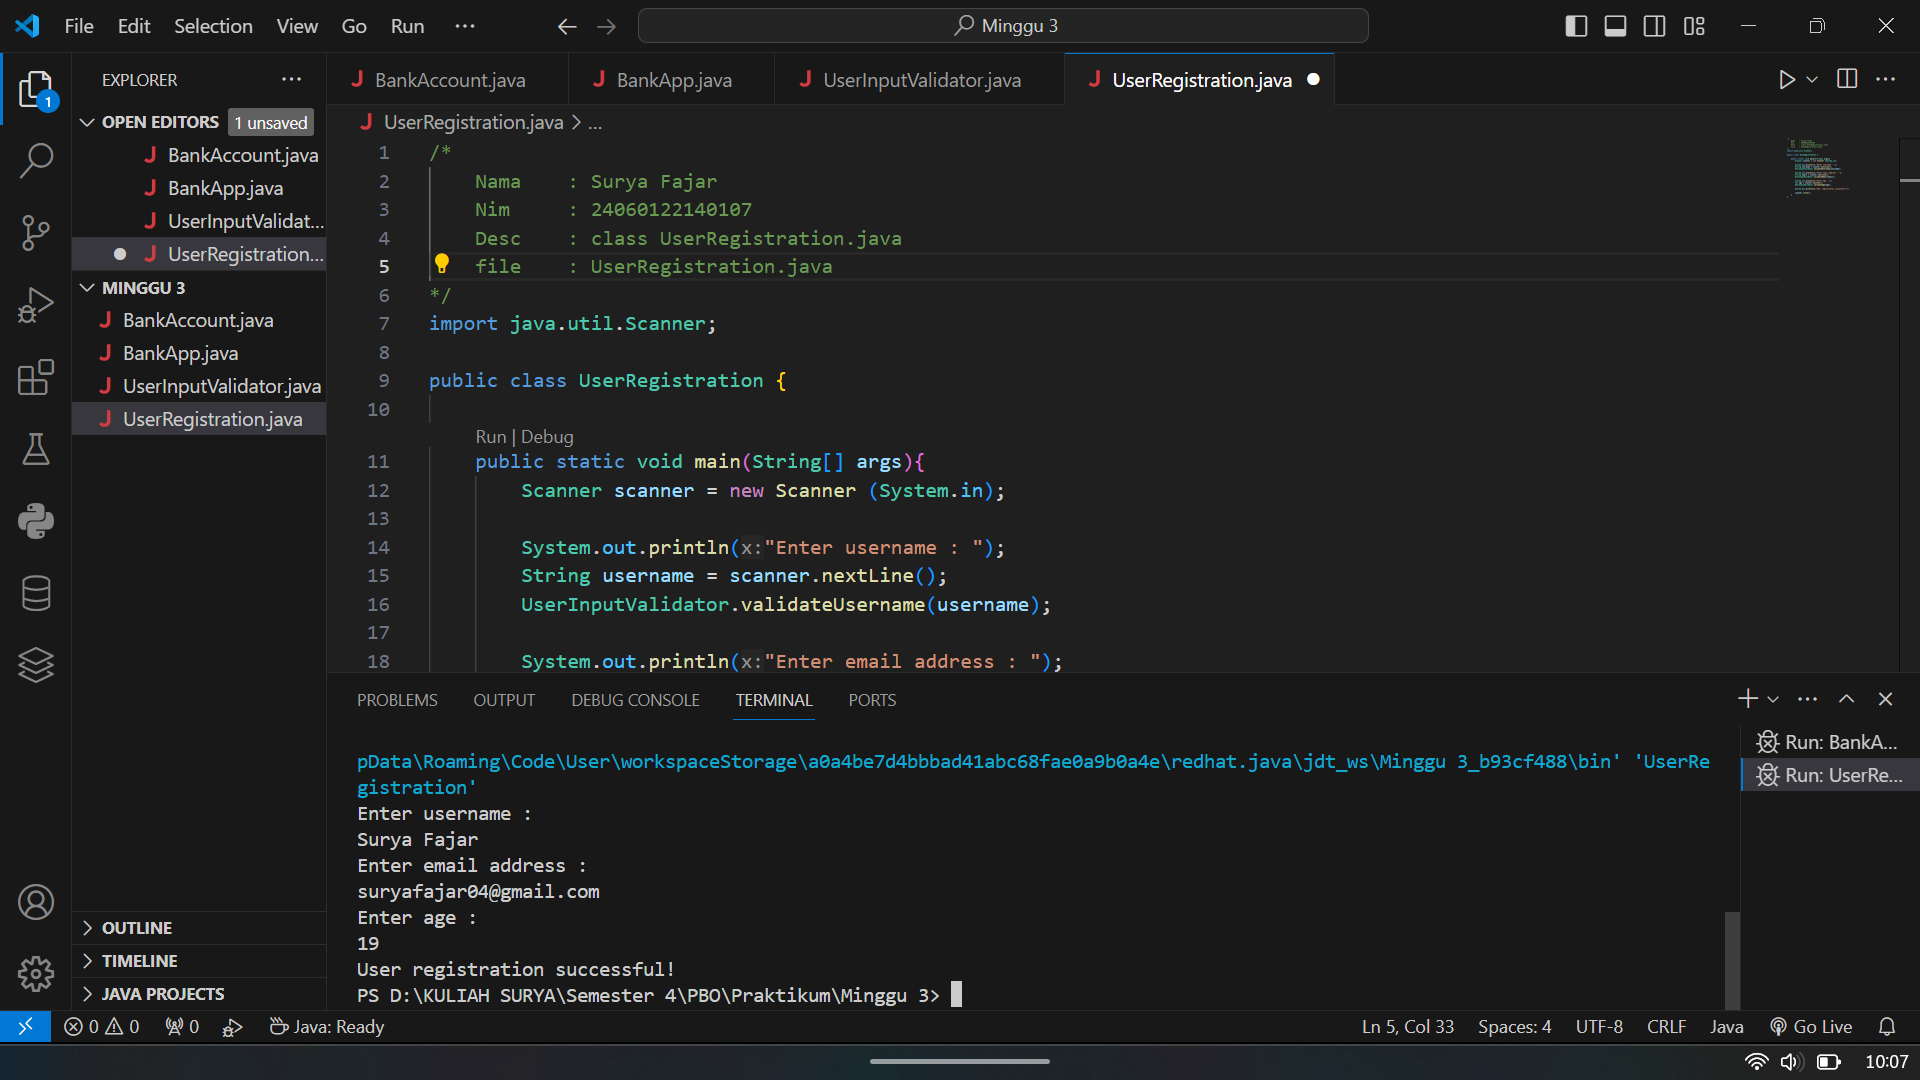 File Edit Selection View Go Run ···
Minggu 3
EXPLORER ···
OPEN EDITORS 1 unsaved
BankAccount.java
BankApp.java
UserInputValidat...
UserRegistration...
MINGGU 3
BankAccount.java
BankApp.java
UserInputValidator.java
UserRegistration.java
OUTLINE
TIMELINE
JAVA PROJECTS
1
BankAccount.java BankApp.java UserInputValidator.java UserRegistration.java
UserRegistration.java > ...
1 /*
2 Nama : Surya Fajar
3 Nim : 24060122140107
4 Desc : class UserRegistration.java
5 file : UserRegistration.java
6 */
7 import java.util.Scanner;
8
9 public class UserRegistration {
10
Run | Debug
11 public static void main(String[] args){
12 Scanner scanner = new Scanner (System.in);
13
14 System.out.println(x:"Enter username : ");
15 String username = scanner.nextLine();
16 UserInputValidator.validateUsername(username);
17
18 System.out.println(x:"Enter email address : ");
PROBLEMS OUTPUT DEBUG CONSOLE TERMINAL PORTS
pData\Roaming\Code\User\workspaceStorage\a0a4be7d4bbbad41abc68fae0a9b0a4e\redhat.java\jdt_ws\Minggu 3_b93cf488\bin' 'UserRe
gistration'
Enter username :
Surya Fajar
Enter email address :
suryafajar04@gmail.com
Enter age :
19
User registration successful!
PS D:\KULIAH SURYA\Semester 4\PBO\Praktikum\Minggu 3>
Run: BankA...
Run: UserRe...
0 0 0 Java: Ready Ln 5, Col 33 Spaces: 4 UTF-8 CRLF Java Go Live
10:07